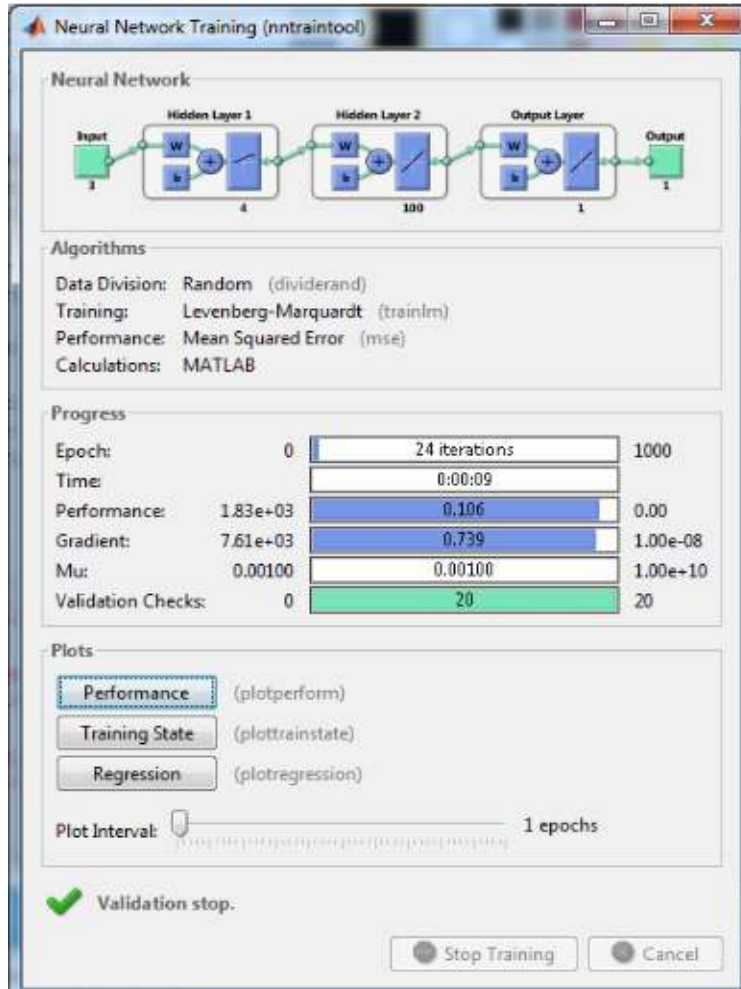 Neural Network Training (nntraintool)
Neural Network
Hidden Layer 1 Hidden Layer 2 Output Layer
Input Output
W W W
b b b
3 4 100 1 1
Algorithms
Data Division: Random (dividerand)
Training: Levenberg-Marquardt (trainlm)
Performance: Mean Squared Error (mse)
Calculations: MATLAB
Progress
Epoch: 0 24 iterations 1000
Time: 0:00:09
Performance: 1.83e+03 0.106 0.00
Gradient: 7.61e+03 0.739 1.00e-08
Mu: 0.00100 0.00100 1.00e+10
Validation Checks: 0 20 20
Plots
Performance (plotperform)
Training State (plottrainstate)
Regression (plotregression)
Plot Interval: 1 epochs
Validation stop.
Stop Training Cancel